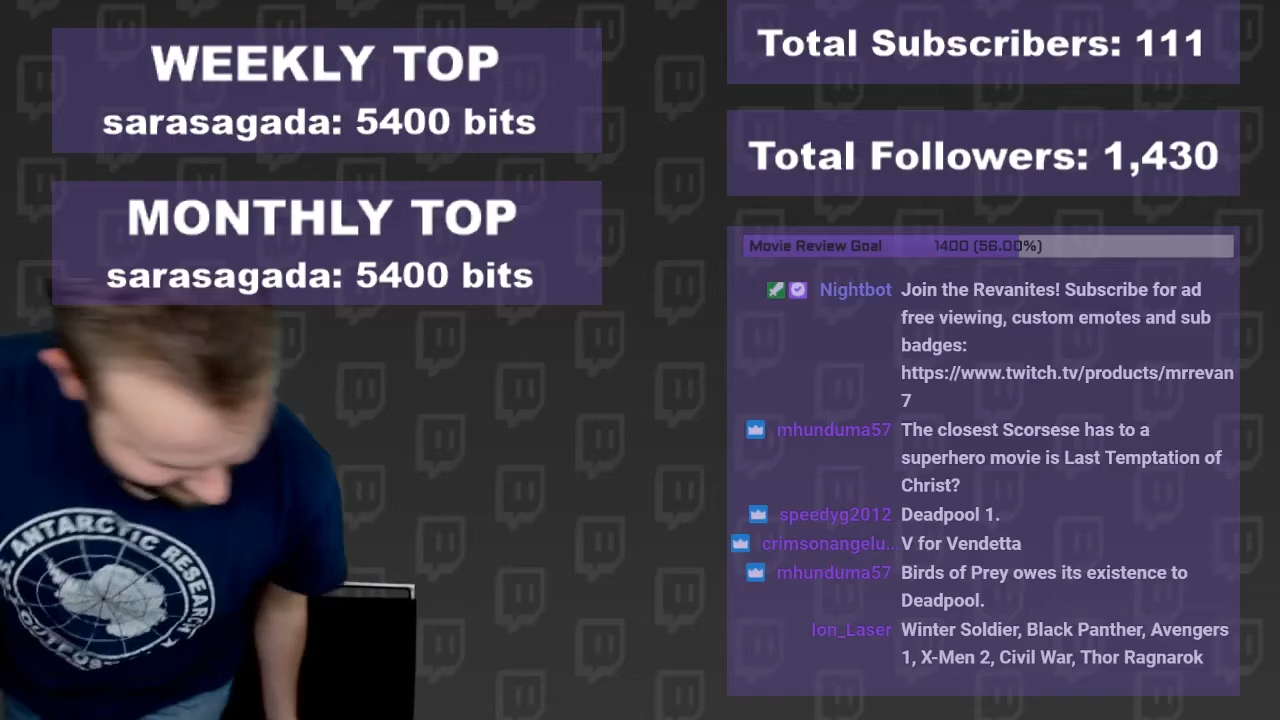 WEEKLY TOP
sarasagada: 5400 bits
MONTHLY TOP
sarasagada: 5400 bits
Total Subscribers: 111
Total Followers: 1,430
Movie Review Goal 1400 (56.00%)
Nightbot Join the Revanites! Subscribe for ad
free viewing, custom emotes and sub
badges:
https://www.twitch.tv/products/mrrevan
7
mhunduma57 The closest Scorsese has to a
superhero movie is Last Temptation of
Christ?
speedyg2012 Deadpool 1.
crimsonangelu... V for Vendetta
mhunduma57 Birds of Prey owes its existence to
Deadpool.
Ion_Laser Winter Soldier, Black Panther, Avengers
1, X-Men 2, Civil War, Thor Ragnarok
ANTARCTIC RESEARCH
OUTPOS